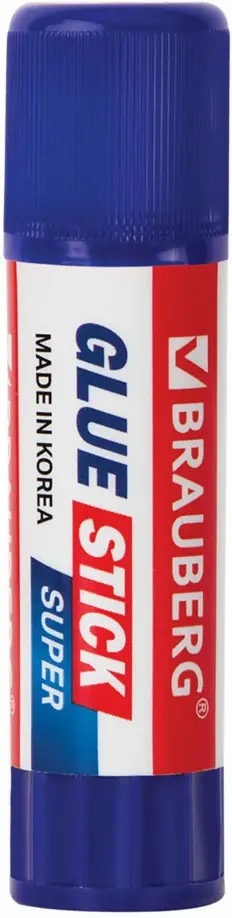 BRAUBERG®
GLUE STICK
SUPER
MADE IN KOREA